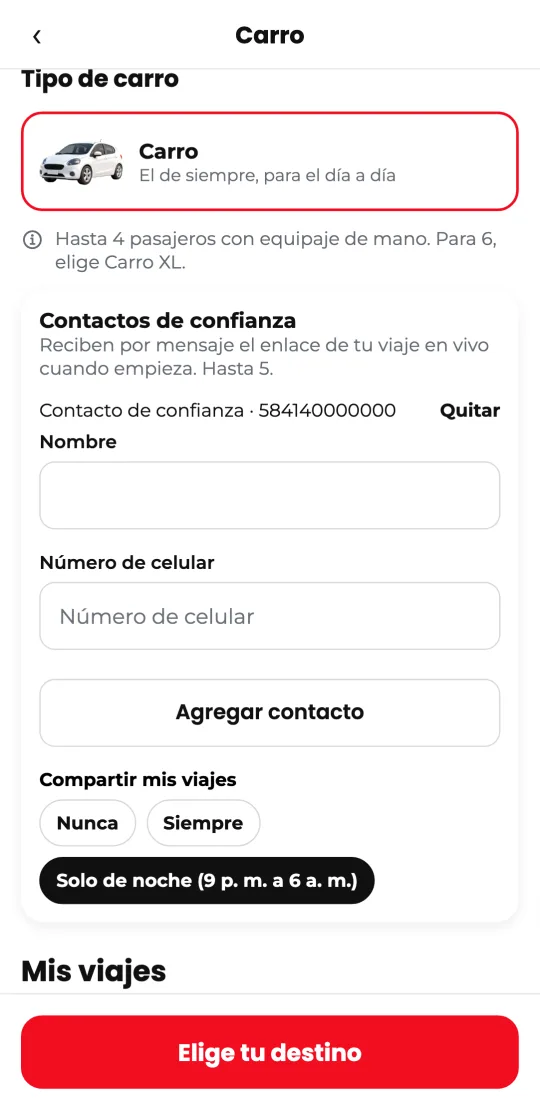 Carro
Tipo de carro
Carro
El de siempre, para el día a día
Hasta 4 pasajeros con equipaje de mano. Para 6,
elige Carro XL.
Contactos de confianza
Reciben por mensaje el enlace de tu viaje en vivo
cuando empieza. Hasta 5.
Contacto de confianza · 584140000000 Quitar
Nombre
Número de celular
Número de celular
Agregar contacto
Compartir mis viajes
Nunca Siempre
Solo de noche (9 p. m. a 6 a. m.)
Mis viajes
Elige tu destino